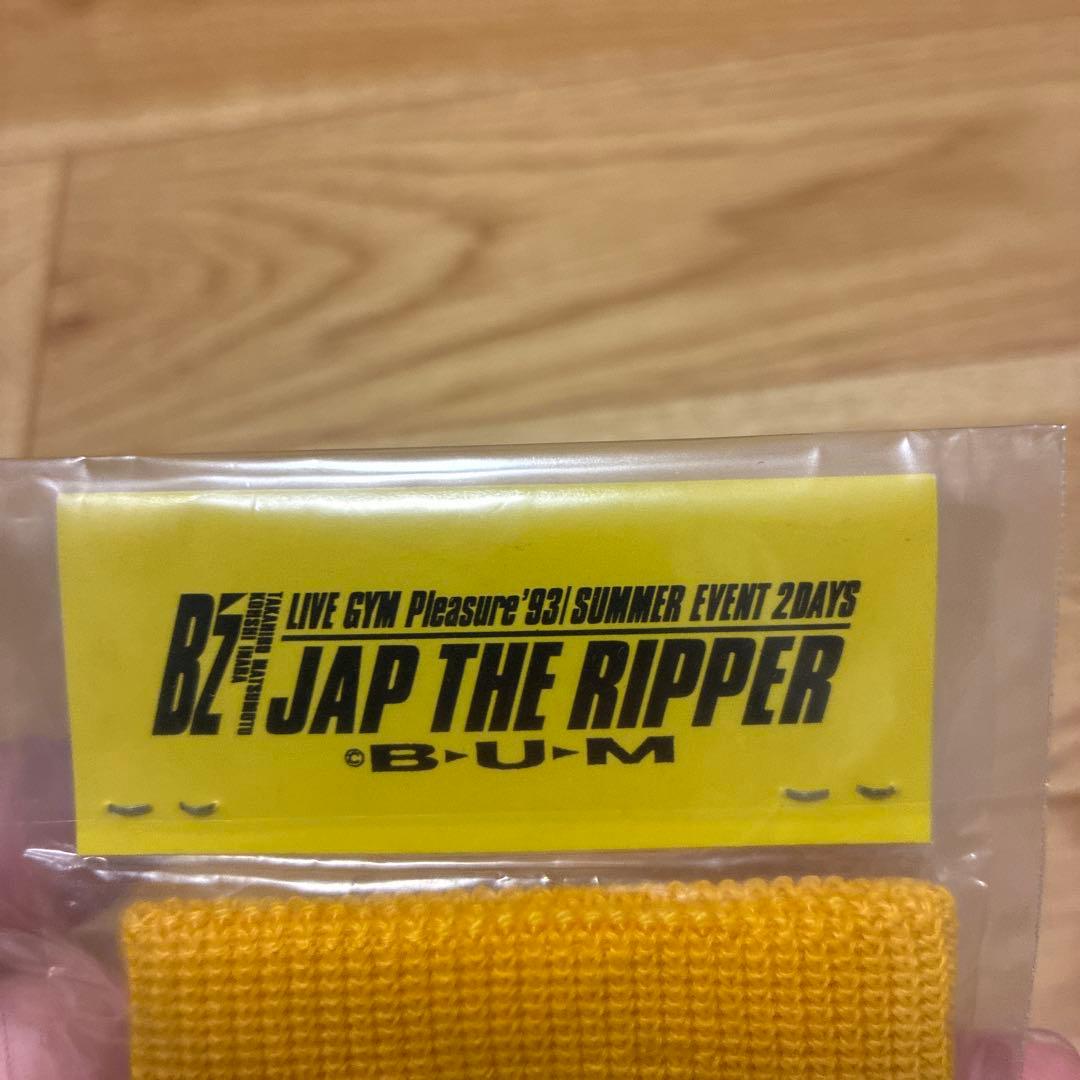 B'z
TAKAHIRO MATSUMOTO
KOSHI INABA
LIVE GYM Pleasure '93/SUMMER EVENT 2DAYS
JAP THE RIPPER
© B▸U▸M